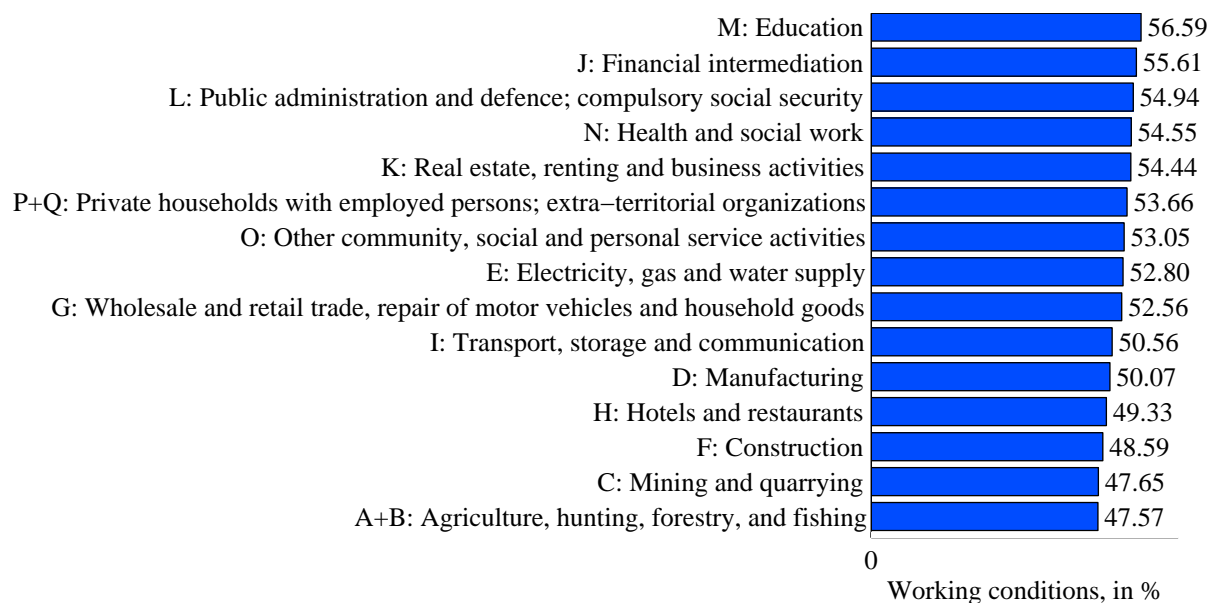 M: Education 56.59
J: Financial intermediation 55.61
L: Public administration and defence; compulsory social security 54.94
N: Health and social work 54.55
K: Real estate, renting and business activities 54.44
P+Q: Private households with employed persons; extra−territorial organizations 53.66
O: Other community, social and personal service activities 53.05
E: Electricity, gas and water supply 52.80
G: Wholesale and retail trade, repair of motor vehicles and household goods 52.56
I: Transport, storage and communication 50.56
D: Manufacturing 50.07
H: Hotels and restaurants 49.33
F: Construction 48.59
C: Mining and quarrying 47.65
A+B: Agriculture, hunting, forestry, and fishing 47.57
0
Working conditions, in %